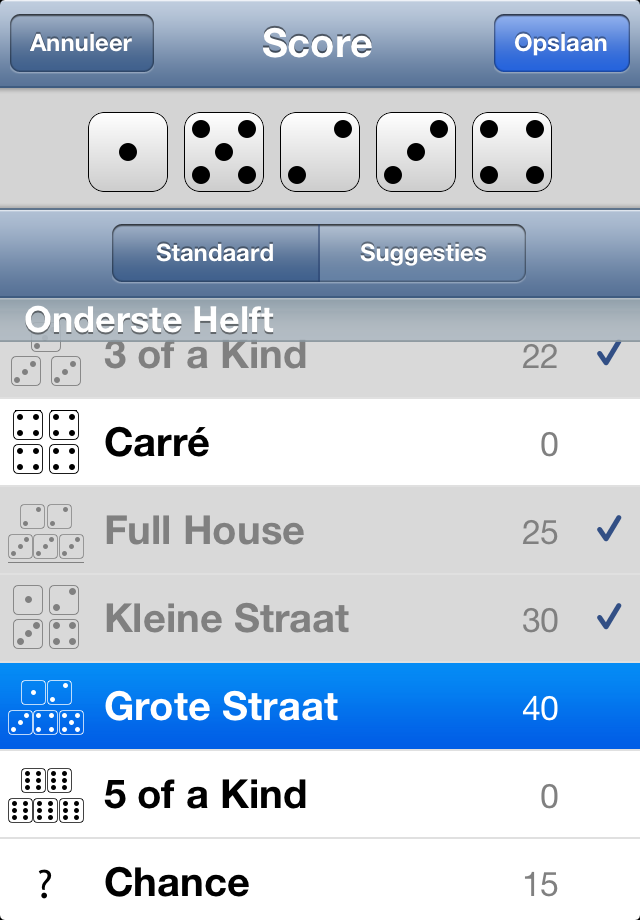 Annuleer
Score
Opslaan
Standaard
Suggesties
Onderste Helft
3 of a Kind 22
Carré 0
Full House 25
Kleine Straat 30
Grote Straat 40
5 of a Kind 0
? Chance 15